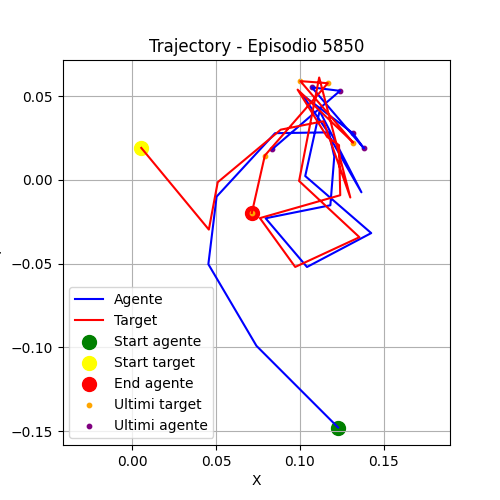 Trajectory - Episodio 5850
0.05
0.00
−0.05
−0.10
−0.15
Agente
Target
Start agente
Start target
End agente
Ultimi target
Ultimi agente
0.00 0.05 0.10 0.15
X